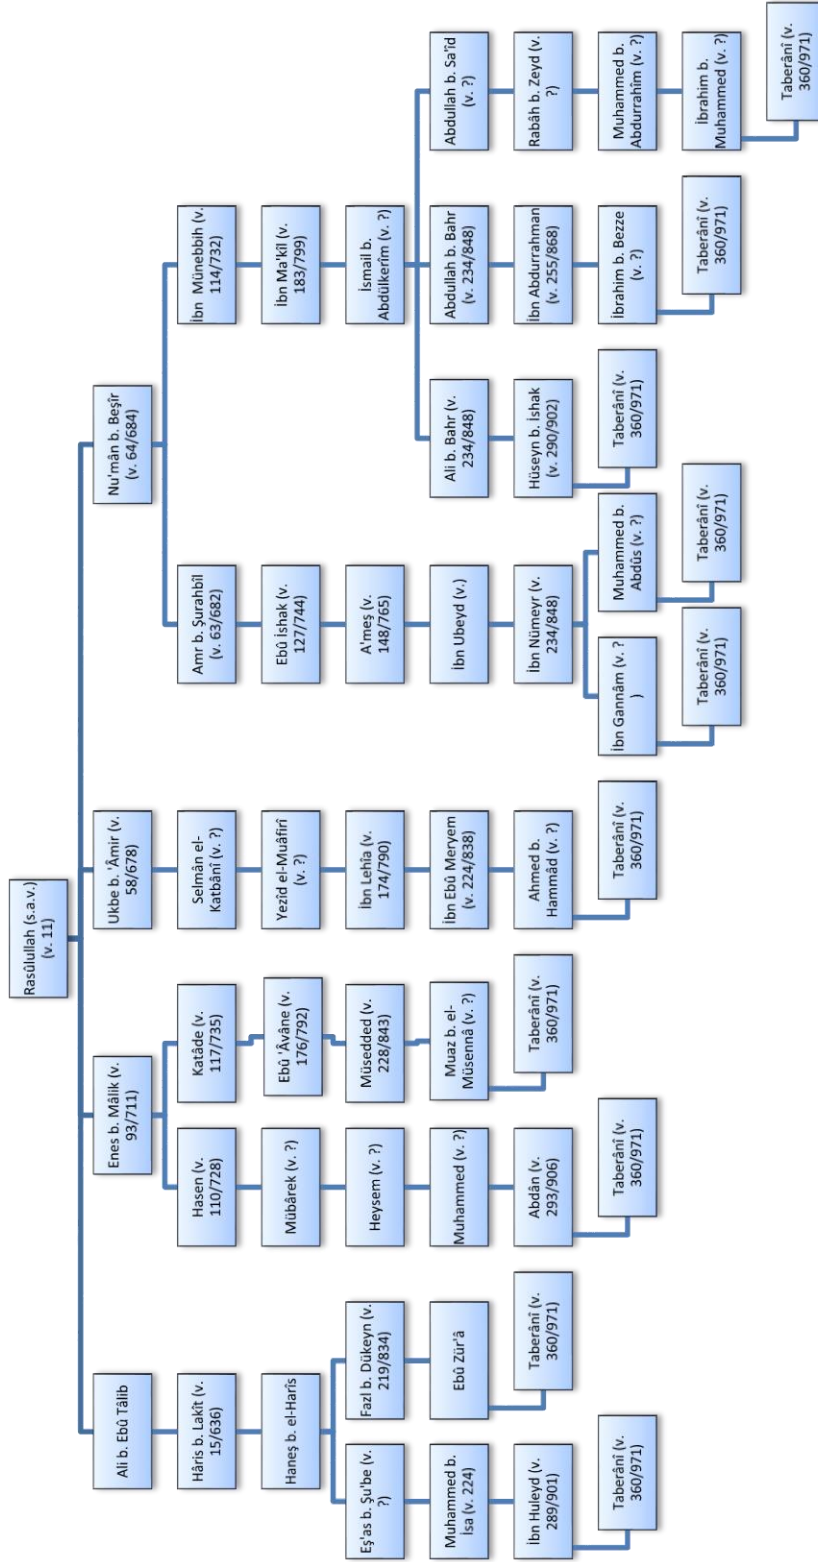 Rasûlullah (s.a.v.)
(v. 11)
Ali b. Ebû Tâlib
Hâris b. Lakît (v.
15/636)
Haneş b. el-Haris
Eş'as b. Şu'be (v.
?)
Muhammed b.
İsa (v. 224)
İbn Huleyd (v.
289/901)
Taberânî (v.
360/971)
Fazl b. Dükeyn (v.
219/834)
Ebû Zür'â
Taberânî (v.
360/971)
Enes b. Mâlik (v.
93/711)
Hasen (v.
110/728)
Mübârek (v. ?)
Heysem (v. ?)
Muhammed (v. ?)
Abdân (v.
293/906)
Taberânî (v.
360/971)
Katâde (v.
117/735)
Ebû 'Âvâne (v.
176/792)
Müsedded (v.
228/843)
Muaz b. el-
Müsennâ (v. ?)
Taberânî (v.
360/971)
Ukbe b. 'Âmir (v.
58/678)
Selmân el-
Katbânî (v. ?)
Yezîd el-Muâfirî
(v. ?)
İbn Lehîa (v.
174/790)
İbn Ebû Meryem
(v. 224/838)
Ahmed b.
Hammâd (v. ?)
Taberânî (v.
360/971)
Nu'mân b. Beşîr
(v. 64/684)
Amr b. Şurahbîl
(v. 63/682)
Ebû İshak (v.
127/744)
A'meş (v.
148/765)
İbn Ubeyd (v.)
İbn Nümeyr (v.
234/848)
İbn Gannâm (v. ?
)
Taberânî (v.
360/971)
Muhammed b.
Abdûs (v. ?)
Taberânî (v.
360/971)
İbn Münebbih (v.
114/732)
İbn Ma'kîl (v.
183/799)
İsmail b.
Abdülkerîm (v. ?)
Ali b. Bahr (v.
234/848)
Hüseyn b. İshak
(v. 290/902)
Taberânî (v.
360/971)
Abdullah b. Bahr
(v. 234/848)
İbn Abdurrahman
(v. 255/868)
İbrahim b. Bezze
(v. ?)
Taberânî (v.
360/971)
Abdullah b. Sa'îd
(v. ?)
Rabâh b. Zeyd (v.
?)
Muhammed b.
Abdurrahîm (v. ?)
İbrahim b.
Muhammed (v. ?)
Taberânî (v.
360/971)